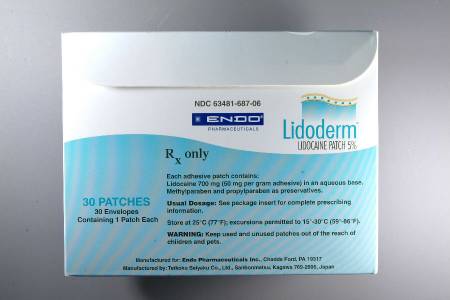 NDC 63481-687-06
ENDO
PHARMACEUTICALS
Lidoderm
LIDOCAINE PATCH 5%
Rx only
Each adhesive patch contains:
Lidocaine 700 mg (50 mg per gram adhesive) in an aqueous base.
Methylparaben and propylparaben as preservatives.
30 PATCHES
30 Envelopes
Containing 1 Patch Each
Usual Dosage: See package insert for complete prescribing
information.
Store at 25°C (77°F); excursions permitted to 15°-30°C (59°-86°F).
WARNING: Keep used and unused patches out of the reach of
children and pets.
Manufactured for: Endo Pharmaceuticals Inc., Chadds Ford, PA 19317
Manufactured by: Teikoku Seiyaku Co., Ltd., Sanbonmatsu, Kagawa 769-2695, Japan